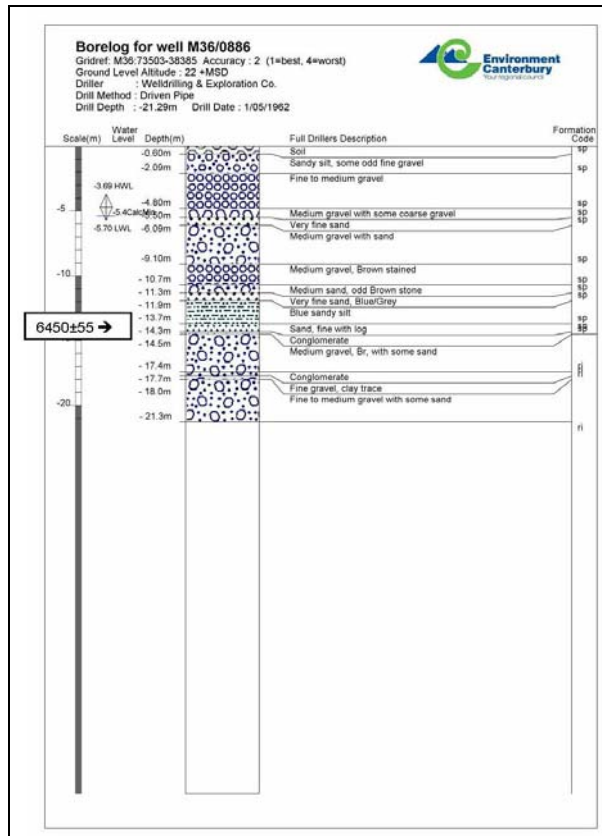 Borelog for well M36/0886
Gridref: M36:73503-38385 Accuracy : 2 (1=best, 4=worst)
Ground Level Altitude : 22 +MSD
Driller : Welldrilling & Exploration Co.
Drill Method : Driven Pipe
Drill Depth : -21.29m Drill Date : 1/05/1962
Environment
Canterbury
Your regional council
Scale(m) Water Level Depth(m) Full Drillers Description Formation Code
-0.60m Soil sp
-2.09m Sandy silt, some odd fine gravel sp
Fine to medium gravel
-3.69 HWL
-4.80m sp
-5 -5.4CalcMin -5.50m Medium gravel with some coarse gravel sp
-5.70 LWL -6.09m Very fine sand sp
Medium gravel with sand
-9.10m sp
-10 Medium gravel, Brown stained
- 10.7m sp
- 11.3m Medium sand, odd Brown stone sp
- 11.9m Very fine sand, Blue/Grey sp
Blue sandy silt
- 13.7m sp
6450±55 → - 14.3m Sand, fine with log sp
- 14.5m Conglomerate
Medium gravel, Br, with some sand
- 17.4m ri
- 17.7m Conglomerate ri
- 18.0m Fine gravel, clay trace ri
-20 Fine to medium gravel with some sand
- 21.3m ri